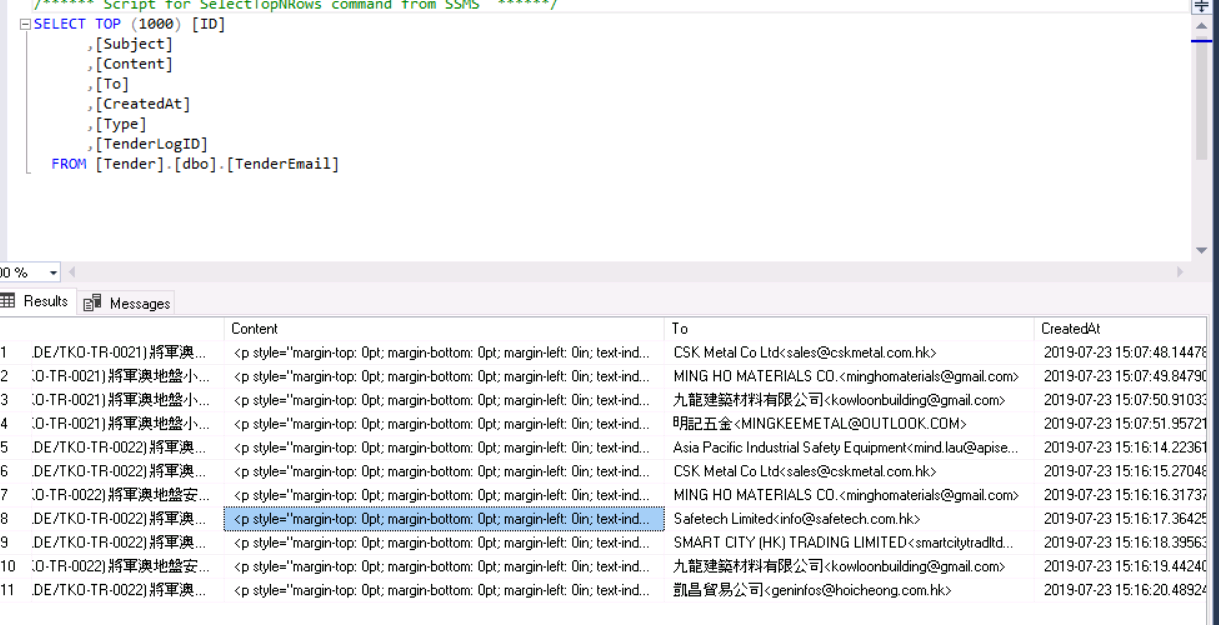 /****** Script for SelectTopNRows command from SSMS  ******/
SELECT TOP (1000) [ID]
,[Subject]
,[Content]
,[To]
,[CreatedAt]
,[Type]
,[TenderLogID]
FROM [Tender].[dbo].[TenderEmail]
00 %
Results Messages
Content To CreatedAt
1 .DE/TKO-TR-0021)將軍澳... <p style="margin-top: 0pt; margin-bottom: 0pt; margin-left: 0in; text-ind... CSK Metal Co Ltd<sales@cskmetal.com.hk> 2019-07-23 15:07:48.14478
2 :O-TR-0021)將軍澳地盤小... <p style="margin-top: 0pt; margin-bottom: 0pt; margin-left: 0in; text-ind... MING HO MATERIALS CO.<minghomaterials@gmail.com> 2019-07-23 15:07:49.84790
3 :O-TR-0021)將軍澳地盤小... <p style="margin-top: 0pt; margin-bottom: 0pt; margin-left: 0in; text-ind... 九龍建築材料有限公司<kowloonbuilding@gmail.com> 2019-07-23 15:07:50.91033
4 :O-TR-0021)將軍澳地盤小... <p style="margin-top: 0pt; margin-bottom: 0pt; margin-left: 0in; text-ind... 明記五金<MINGKEEMETAL@OUTLOOK.COM> 2019-07-23 15:07:51.95721
5 .DE/TKO-TR-0022)將軍澳... <p style="margin-top: 0pt; margin-bottom: 0pt; margin-left: 0in; text-ind... Asia Pacific Industrial Safety Equipment<mind.lau@apise... 2019-07-23 15:16:14.22361
6 .DE/TKO-TR-0022)將軍澳... <p style="margin-top: 0pt; margin-bottom: 0pt; margin-left: 0in; text-ind... CSK Metal Co Ltd<sales@cskmetal.com.hk> 2019-07-23 15:16:15.27048
7 :O-TR-0022)將軍澳地盤安... <p style="margin-top: 0pt; margin-bottom: 0pt; margin-left: 0in; text-ind... MING HO MATERIALS CO.<minghomaterials@gmail.com> 2019-07-23 15:16:16.31737
8 .DE/TKO-TR-0022)將軍澳... <p style="margin-top: 0pt; margin-bottom: 0pt; margin-left: 0in; text-ind... Safetech Limited<info@safetech.com.hk> 2019-07-23 15:16:17.36425
9 .DE/TKO-TR-0022)將軍澳... <p style="margin-top: 0pt; margin-bottom: 0pt; margin-left: 0in; text-ind... SMART CITY (HK) TRADING LIMITED<smartcitytradltd... 2019-07-23 15:16:18.39563
10 :O-TR-0022)將軍澳地盤安... <p style="margin-top: 0pt; margin-bottom: 0pt; margin-left: 0in; text-ind... 九龍建築材料有限公司<kowloonbuilding@gmail.com> 2019-07-23 15:16:19.44240
11 .DE/TKO-TR-0022)將軍澳... <p style="margin-top: 0pt; margin-bottom: 0pt; margin-left: 0in; text-ind... 凱昌貿易公司<geninfos@hoicheong.com.hk> 2019-07-23 15:16:20.48924